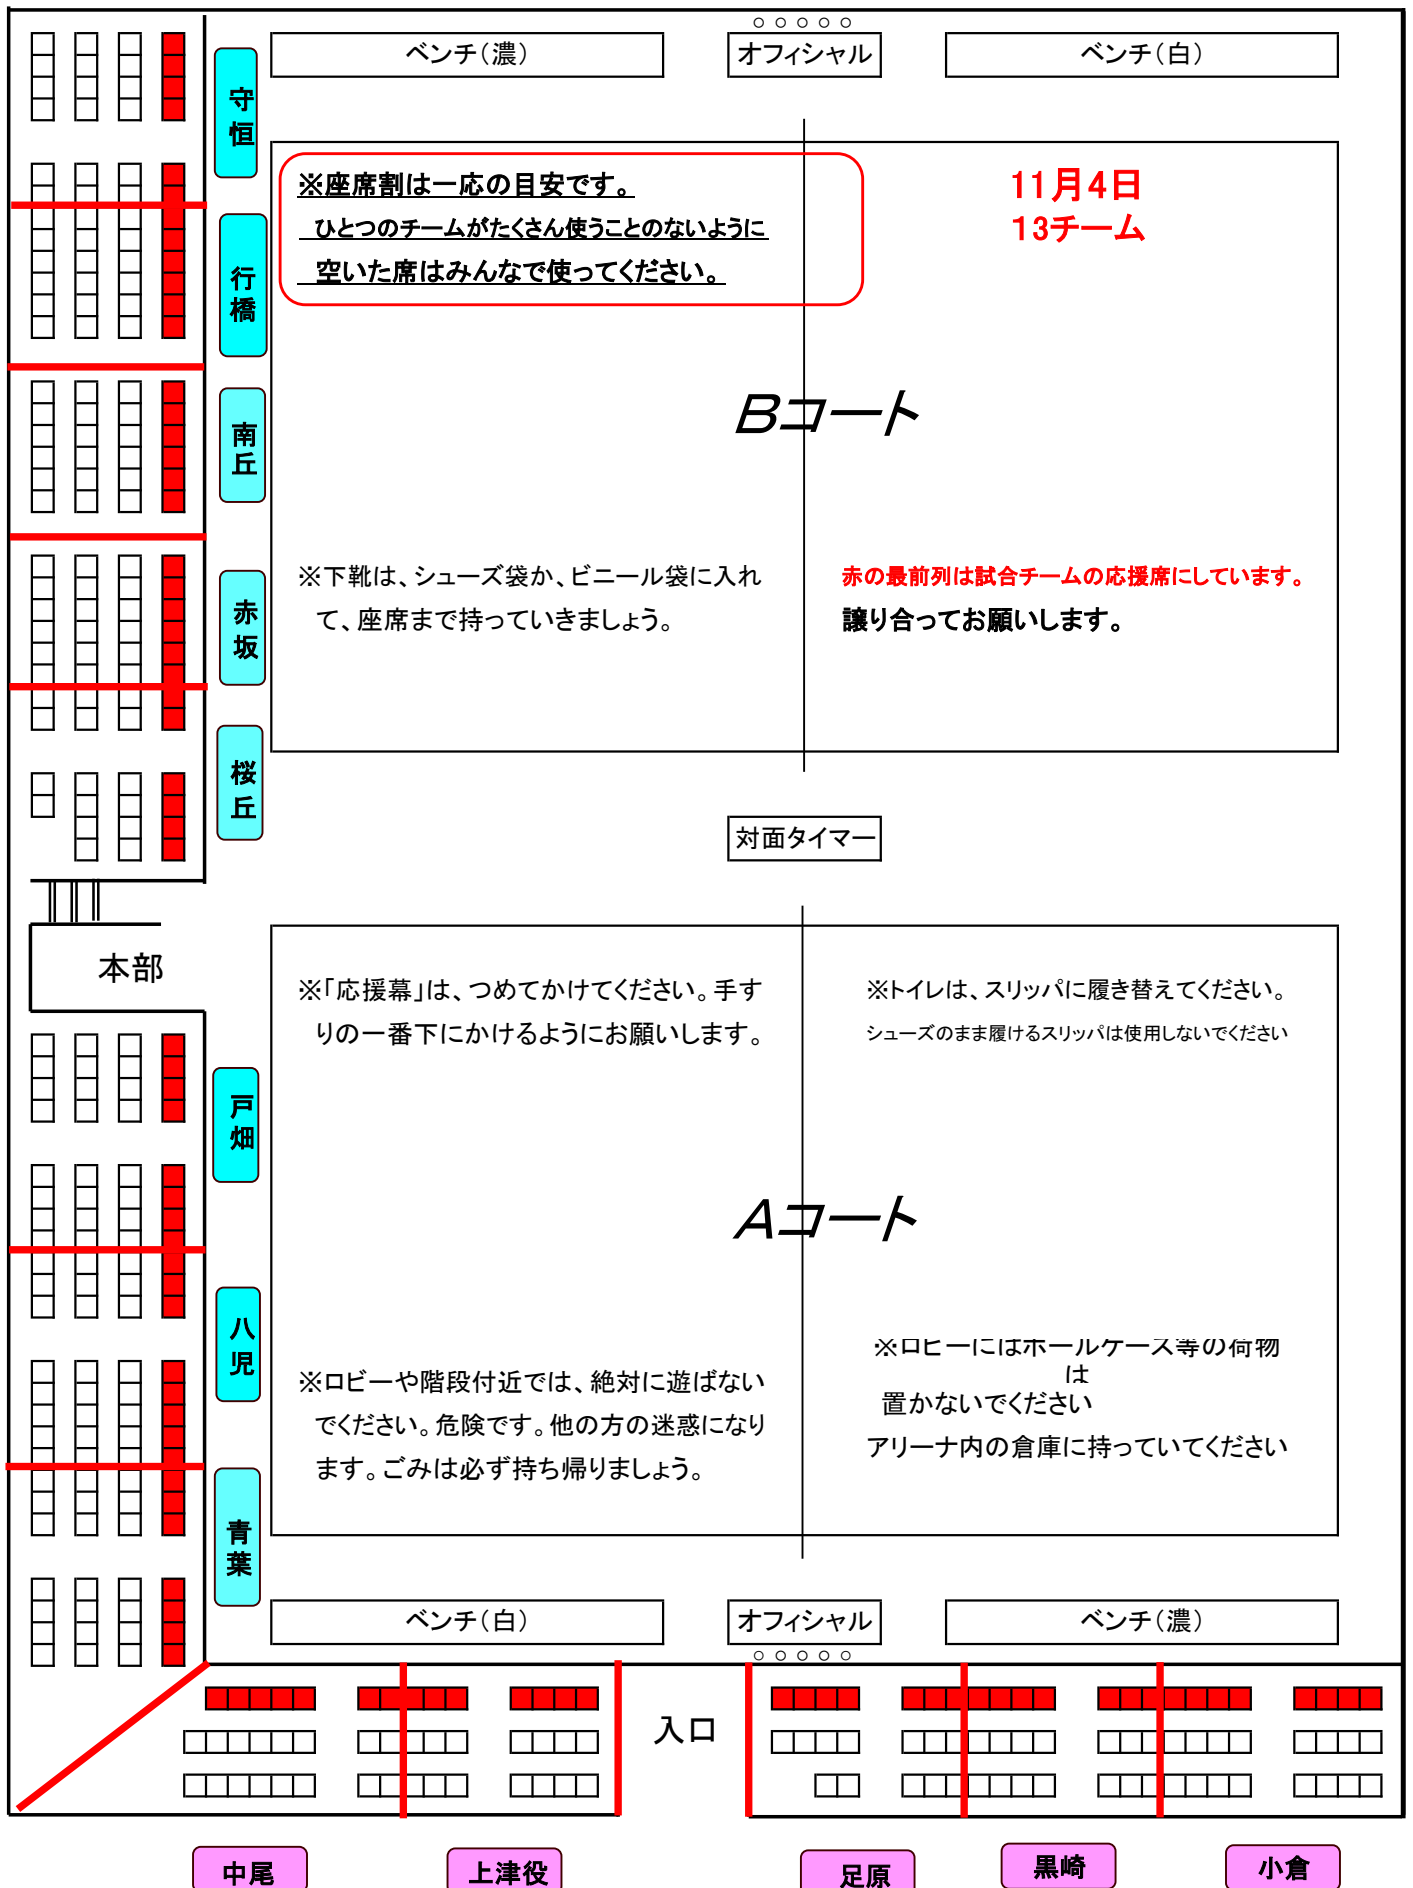 ○ ○ ○ ○ ○
ベンチ（濃）
オフィシャル
ベンチ（白）
守恒
行橋
南丘
赤坂
桜丘
※座席割は一応の目安です。
ひとつのチームがたくさん使うことのないように
空いた席はみんなで使ってください。
11月4日
13チーム
Bコート
※下靴は、シューズ袋か、ビニール袋に入れ
て、座席まで持っていきましょう。
赤の最前列は試合チームの応援席にしています。
譲り合ってお願いします。
対面タイマー
本部
戸畑
八児
青葉
※「応援幕」は、つめてかけてください。手す
りの一番下にかけるようにお願いします。
※トイレは、スリッパに履き替えてください。
シューズのまま履けるスリッパは使用しないでください
Aコート
※ロビーや階段付近では、絶対に遊ばない
でください。危険です。他の方の迷惑になり
ます。ごみは必ず持ち帰りましょう。
※ロビーにはボールケース等の荷物
は
置かないでください
アリーナ内の倉庫に持っていてください
ベンチ（白）
オフィシャル
ベンチ（濃）
○ ○ ○ ○ ○
入口
中尾
上津役
足原
黒崎
小倉